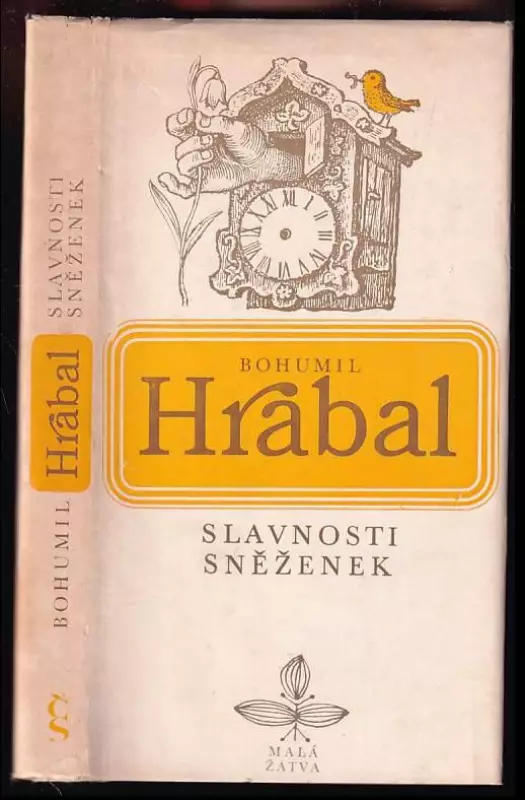 BOHUMIL
Hrabal
SLAVNOSTI
SNĚŽENEK
MALÁ
ŽATVA
BOHUMIL Hrabal SLAVNOSTI
SNĚŽENEK